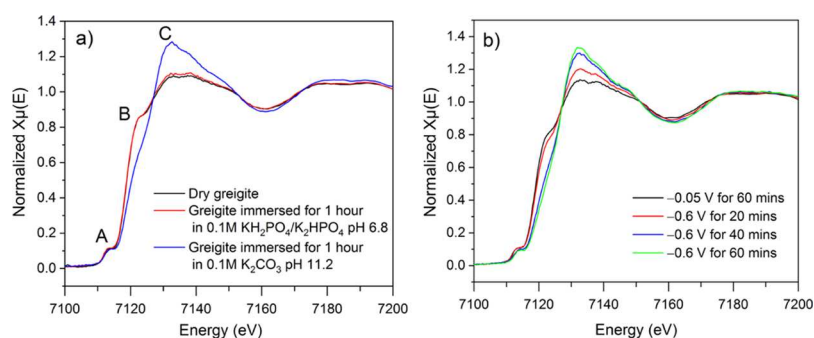 a)
C
B
A
Normalized Xμ(E)
1.4
1.2
1.0
0.8
0.6
0.4
0.2
0.0
Dry greigite
Greigite immersed for 1 hour
in 0.1M KH₂PO₄/K₂HPO₄ pH 6.8
Greigite immersed for 1 hour
in 0.1M K₂CO₃ pH 11.2
7100 7120 7140 7160 7180 7200
Energy (eV)
b)
Normalized Xμ(E)
1.4
1.2
1.0
0.8
0.6
0.4
0.2
0.0
−0.05 V for 60 mins
−0.6 V for 20 mins
−0.6 V for 40 mins
−0.6 V for 60 mins
7100 7120 7140 7160 7180 7200
Energy (eV)